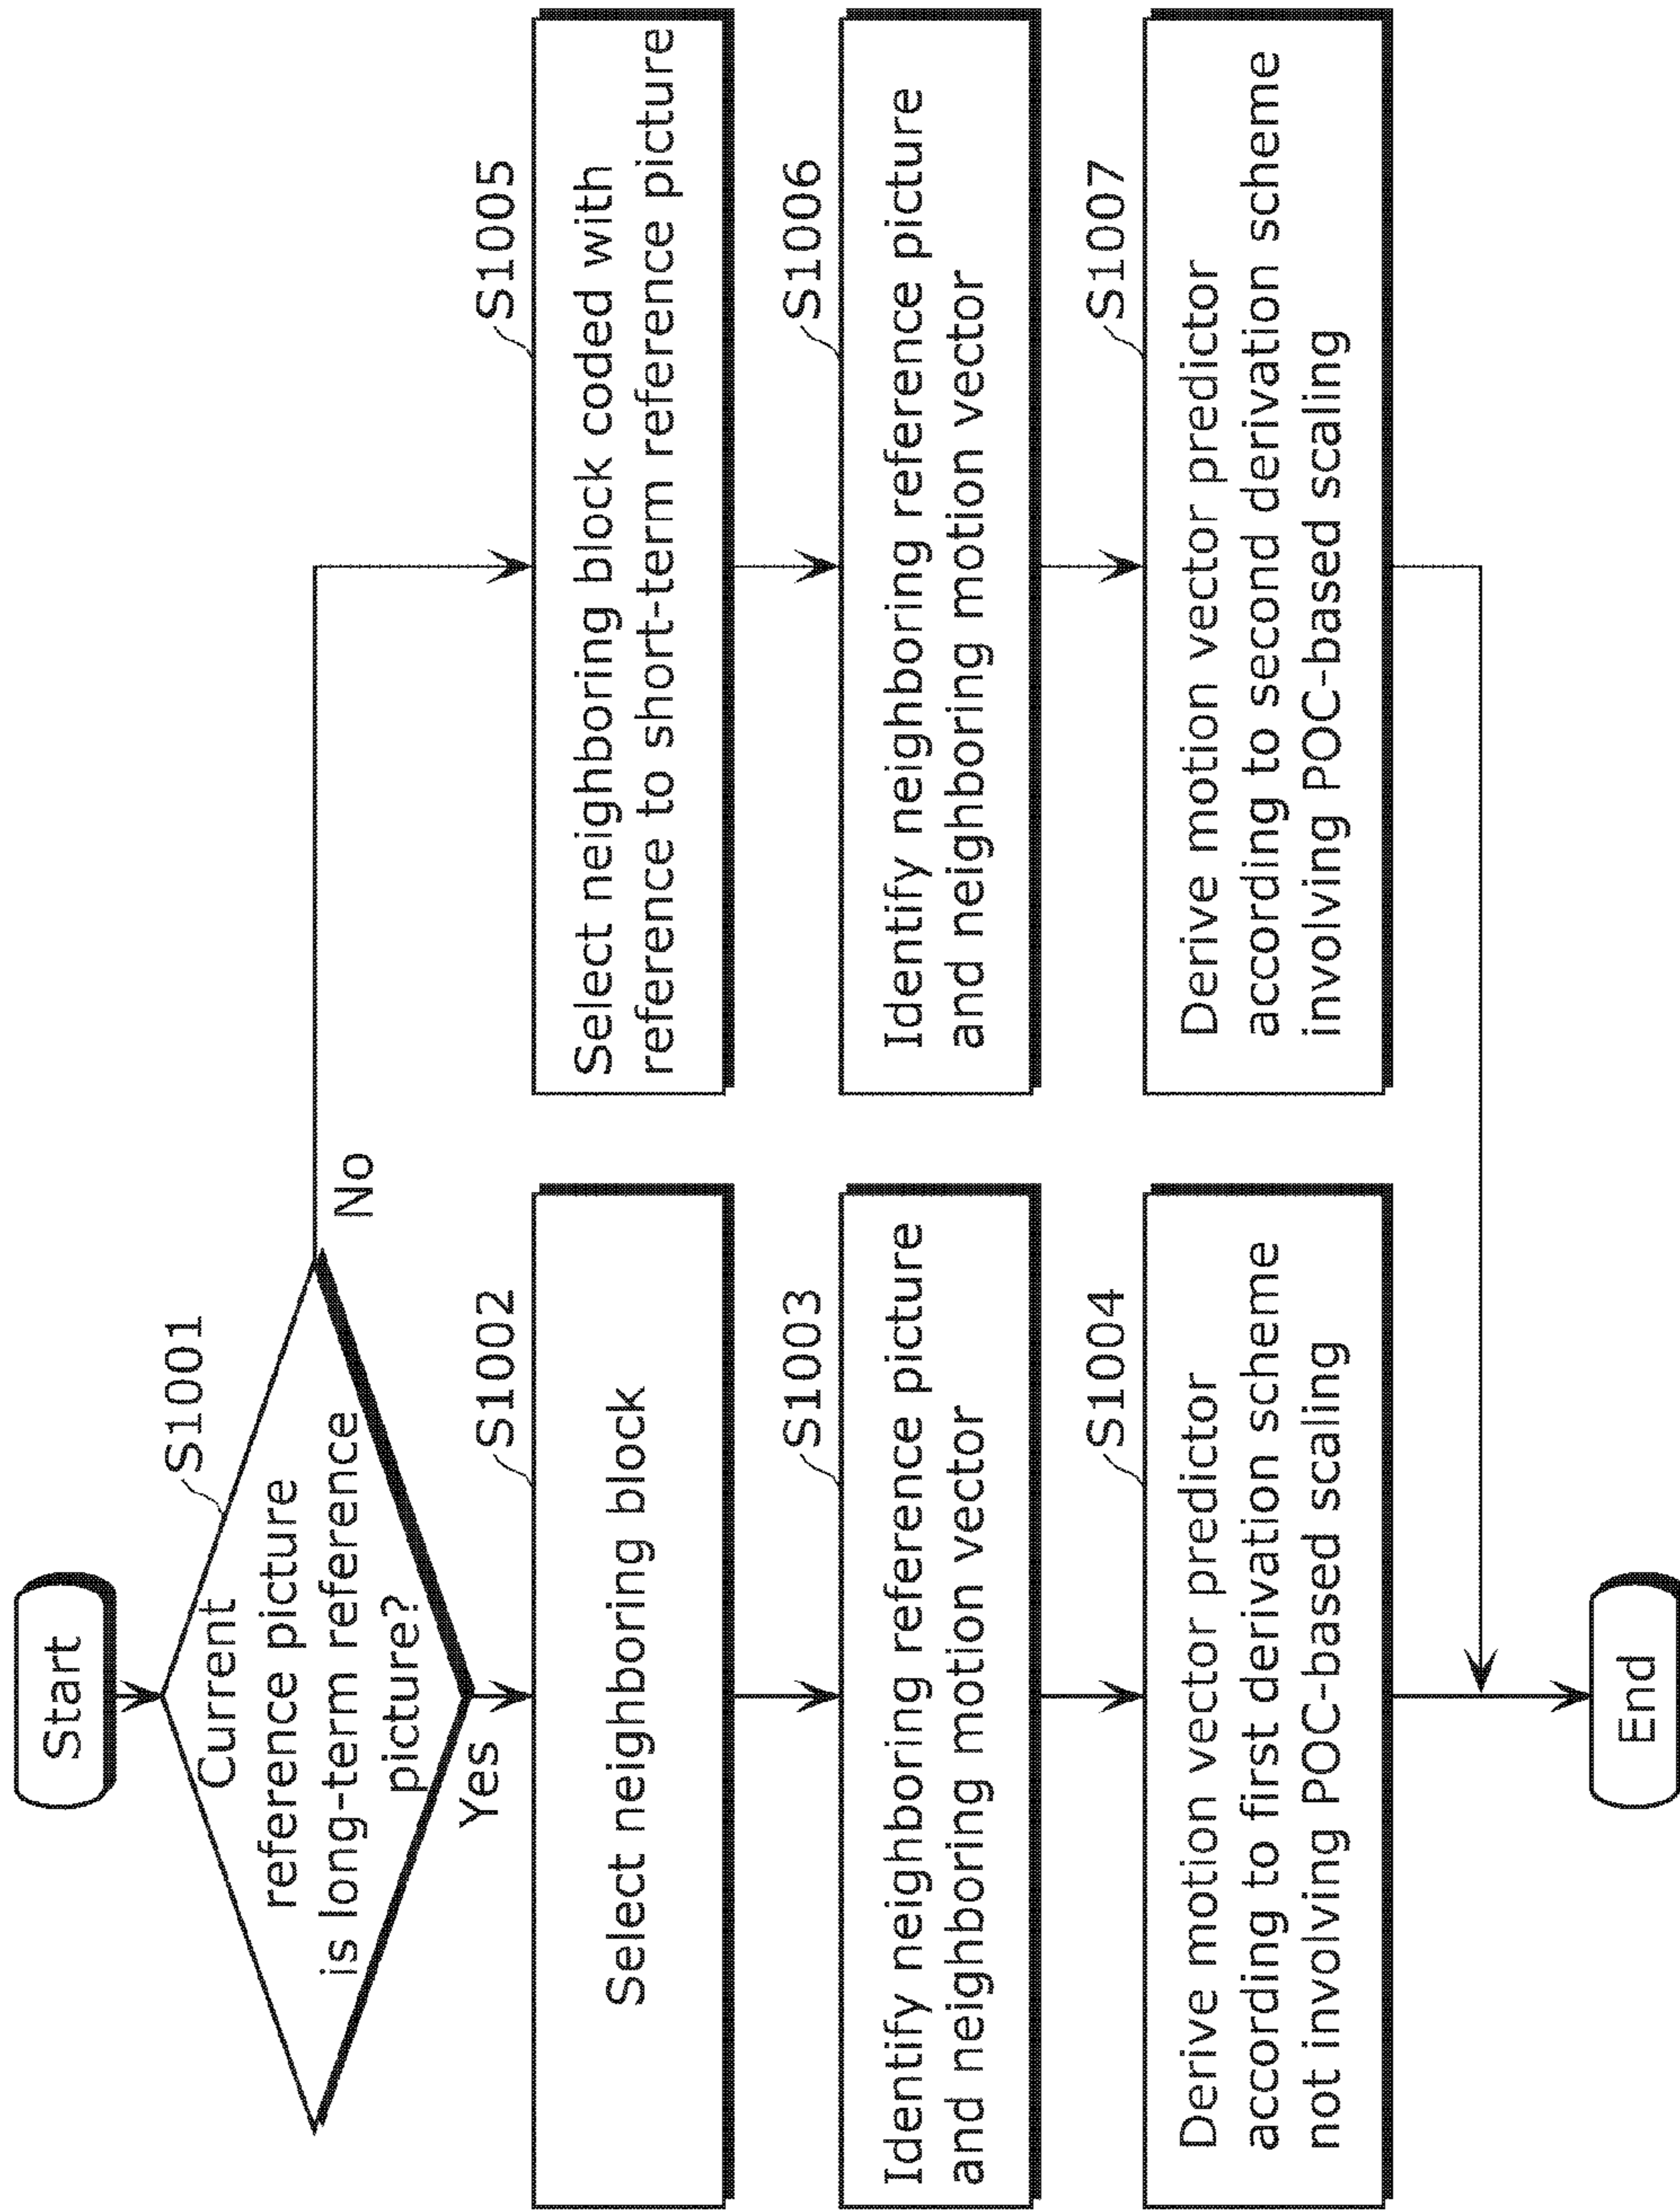 Start
S1001
Current
reference picture
is long-term reference
picture?
No
Yes
S1002
Select neighboring block
S1003
Identify neighboring reference picture
and neighboring motion vector
S1004
Derive motion vector predictor
according to first derivation scheme
not involving POC-based scaling
S1005
Select neighboring block coded with
reference to short-term reference picture
S1006
Identify neighboring reference picture
and neighboring motion vector
S1007
Derive motion vector predictor
according to second derivation scheme
involving POC-based scaling
End